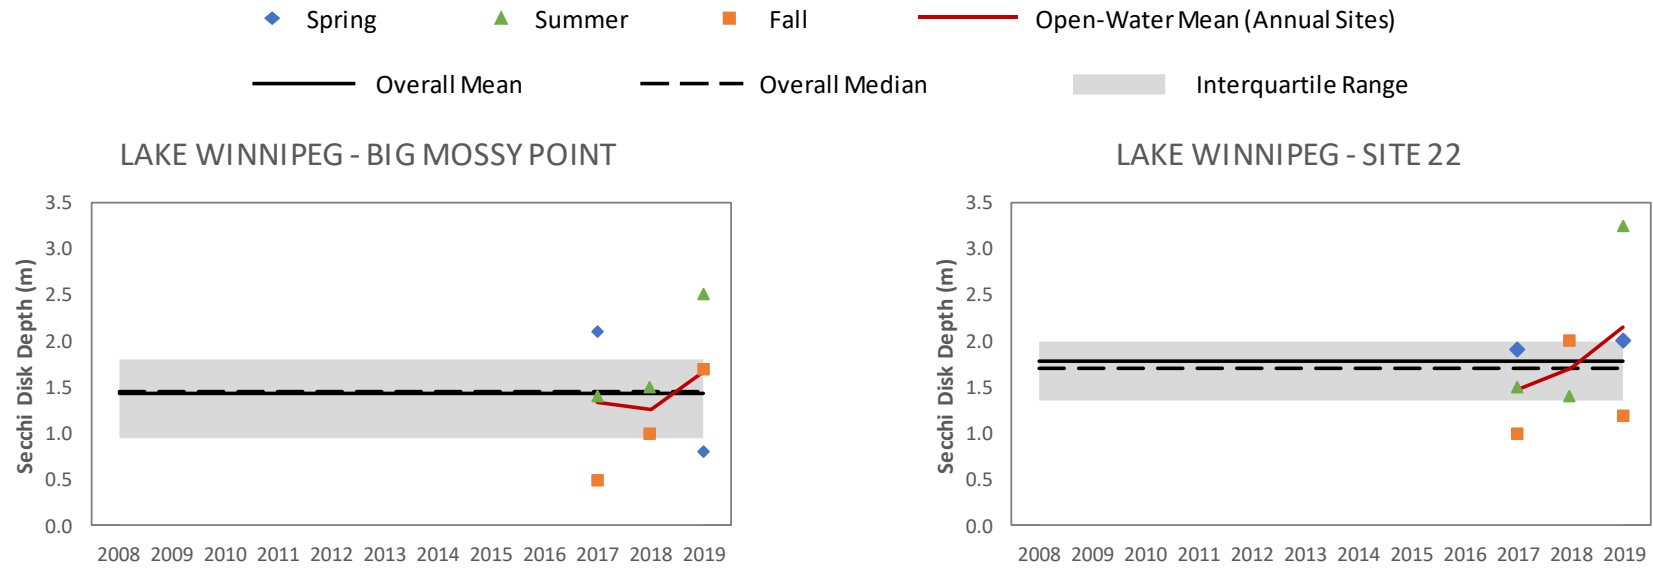 Spring Summer Fall Open-Water Mean (Annual Sites)
Overall Mean Overall Median Interquartile Range
LAKE WINNIPEG - BIG MOSSY POINT
Secchi Disk Depth (m)
3.5
3.0
2.5
2.0
1.5
1.0
0.5
0.0
2008 2009 2010 2011 2012 2013 2014 2015 2016 2017 2018 2019
LAKE WINNIPEG - SITE 22
Secchi Disk Depth (m)
3.5
3.0
2.5
2.0
1.5
1.0
0.5
0.0
2008 2009 2010 2011 2012 2013 2014 2015 2016 2017 2018 2019